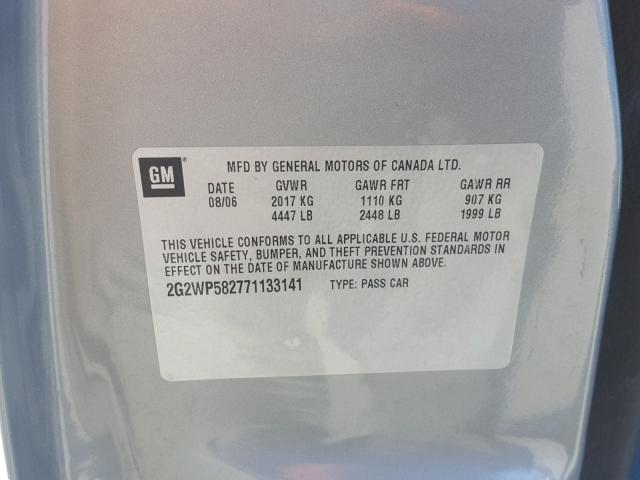 GM ®
MFD BY GENERAL MOTORS OF CANADA LTD.
DATE GVWR GAWR FRT GAWR RR
08/06 2017 KG 1110 KG 907 KG
4447 LB 2448 LB 1999 LB
THIS VEHICLE CONFORMS TO ALL APPLICABLE U.S. FEDERAL MOTOR
VEHICLE SAFETY, BUMPER, AND THEFT PREVENTION STANDARDS IN
EFFECT ON THE DATE OF MANUFACTURE SHOWN ABOVE.
2G2WP582771133141 TYPE: PASS CAR